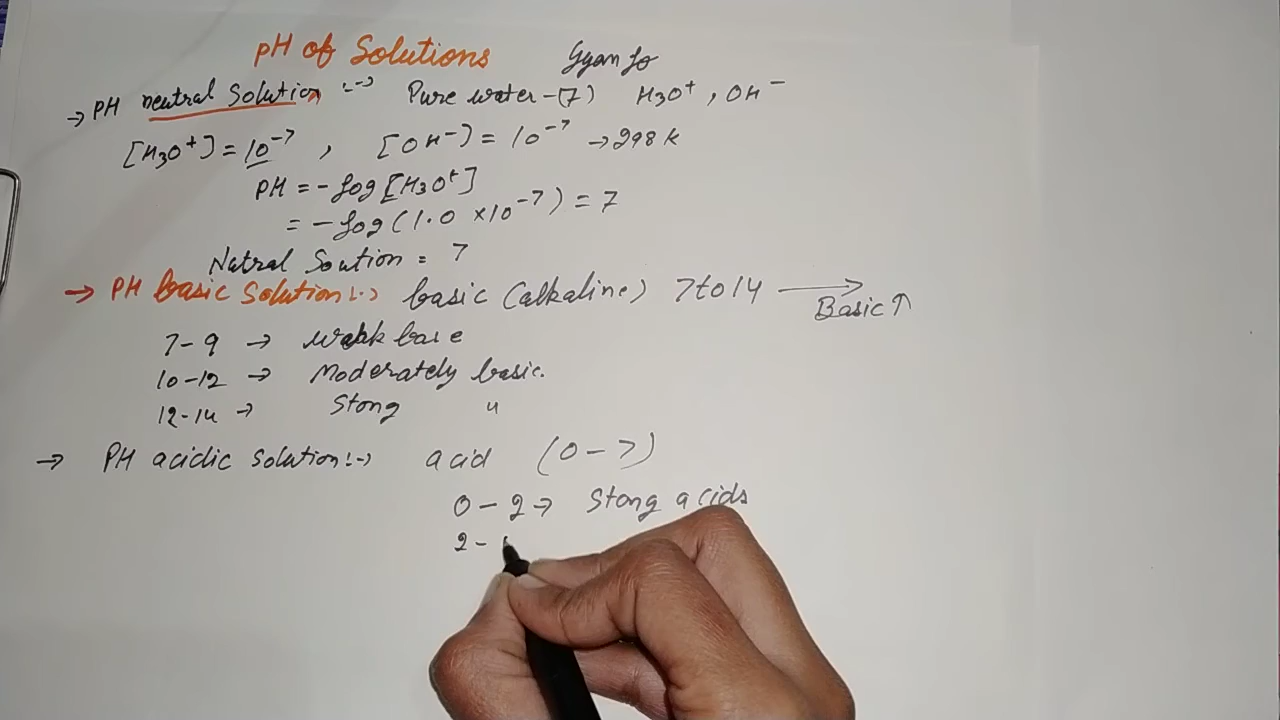 pH of Solutions Gyan Jo
→ PH neutral Solution :-> Pure water-(7) H3O+ , OH-
[H3O+] = 10-7 , [OH-] = 10-7 → 298 K
PH = -log [H3O+]
= -log (1.0 ×10-7) = 7
Natral Soution = 7
→ PH basic Solution :-> basic (alkaline) 7 to 14 →
Basic ↑
7-9 → base
10-12 → Moderately basic.
12-14 → Stong "
→ PH acidic Solution :-> acid (0-7)
0-2 → Stong acids
2-